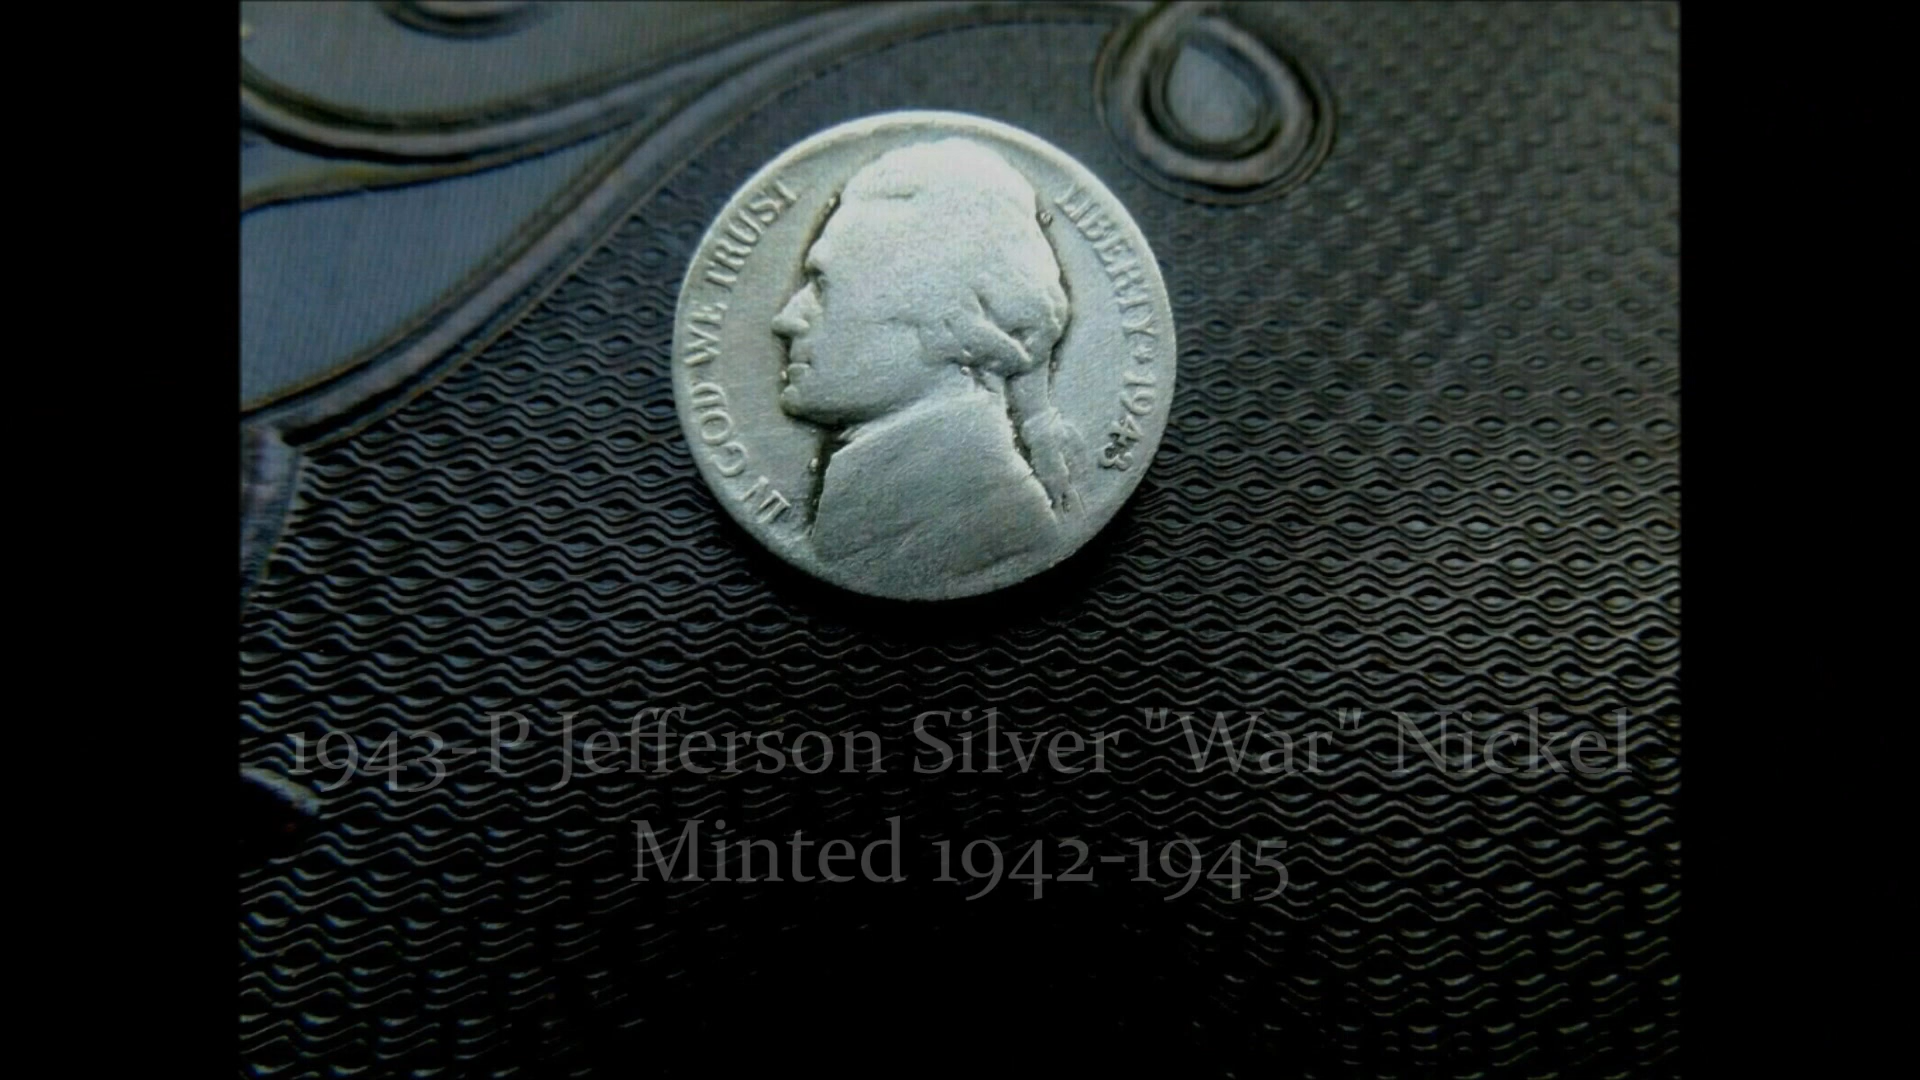 IN GOD WE TRUST
LIBERTY 1943
1943-P Jefferson Silver "War" Nickel
Minted 1942-1945